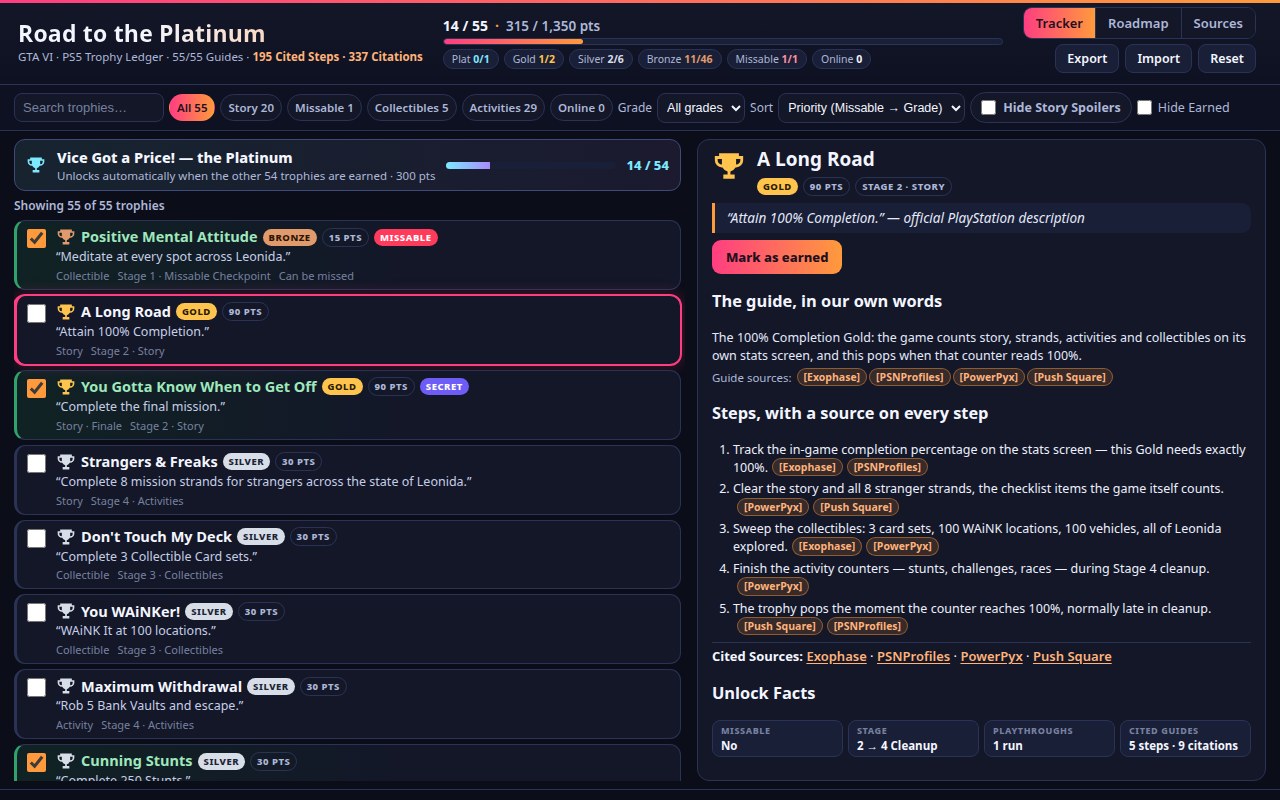 Road to the Platinum
GTA VI · PS5 Trophy Ledger · 55/55 Guides · 195 Cited Steps · 337 Citations
14 / 55 · 315 / 1,350 pts
Plat 0/1 Gold 1/2 Silver 2/6 Bronze 11/46 Missable 1/1 Online 0
Tracker Roadmap Sources
Export Import Reset
Search trophies… All 55 Story 20 Missable 1 Collectibles 5 Activities 29 Online 0 Grade All grades Sort Priority (Missable → Grade) Hide Story Spoilers Hide Earned
Vice Got a Price! — the Platinum
Unlocks automatically when the other 54 trophies are earned · 300 pts
14 / 54
Showing 55 of 55 trophies
Positive Mental Attitude BRONZE 15 PTS MISSABLE
“Meditate at every spot across Leonida.”
Collectible Stage 1 · Missable Checkpoint Can be missed
A Long Road GOLD 90 PTS
“Attain 100% Completion.”
Story Stage 2 · Story
You Gotta Know When to Get Off GOLD 90 PTS SECRET
“Complete the final mission.”
Story · Finale Stage 2 · Story
Strangers & Freaks SILVER 30 PTS
“Complete 8 mission strands for strangers across the state of Leonida.”
Story Stage 4 · Activities
Don't Touch My Deck SILVER 30 PTS
“Complete 3 Collectible Card sets.”
Collectible Stage 3 · Collectibles
You WAiNKer! SILVER 30 PTS
“WAiNK It at 100 locations.”
Collectible Stage 3 · Collectibles
Maximum Withdrawal SILVER 30 PTS
“Rob 5 Bank Vaults and escape.”
Activity Stage 4 · Activities
Cunning Stunts SILVER 30 PTS
“Complete 250 Stunts.”
A Long Road
GOLD 90 PTS STAGE 2 · STORY
“Attain 100% Completion.” — official PlayStation description
Mark as earned
The guide, in our own words
The 100% Completion Gold: the game counts story, strands, activities and collectibles on its
own stats screen, and this pops when that counter reads 100%.
Guide sources: [Exophase] [PSNProfiles] [PowerPyx] [Push Square]
Steps, with a source on every step
1. Track the in-game completion percentage on the stats screen — this Gold needs exactly
100%. [Exophase] [PSNProfiles]
2. Clear the story and all 8 stranger strands, the checklist items the game itself counts.
[PowerPyx] [Push Square]
3. Sweep the collectibles: 3 card sets, 100 WAiNK locations, 100 vehicles, all of Leonida
explored. [Exophase] [PowerPyx]
4. Finish the activity counters — stunts, challenges, races — during Stage 4 cleanup.
[PowerPyx]
5. The trophy pops the moment the counter reaches 100%, normally late in cleanup.
[Push Square] [PSNProfiles]
Cited Sources: Exophase · PSNProfiles · PowerPyx · Push Square
Unlock Facts
MISSABLE STAGE PLAYTHROUGHS CITED GUIDES
No 2 → 4 Cleanup 1 run 5 steps · 9 citations